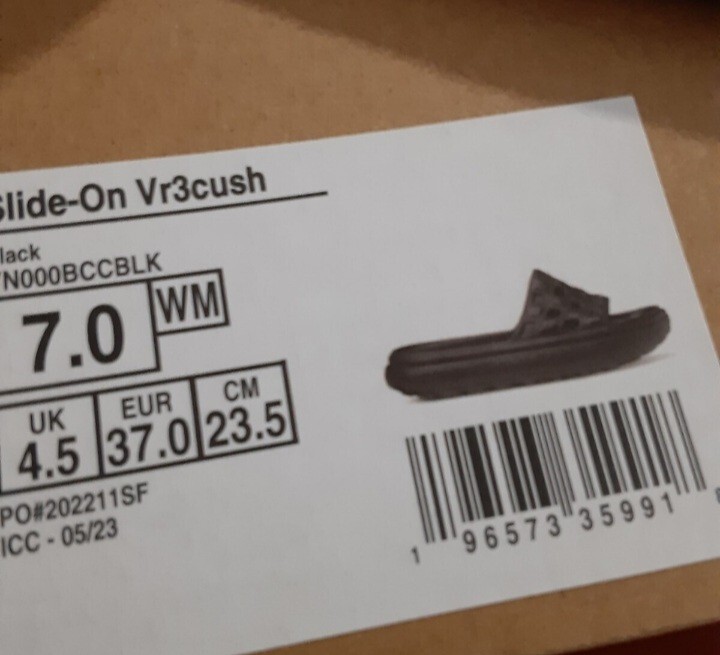 Slide-On Vr3cush
lack
N000BCCBLK
7.0 WM
UK EUR CM
4.5 37.0 23.5
PO#202211SF
ICC - 05/23
1 96573 35991